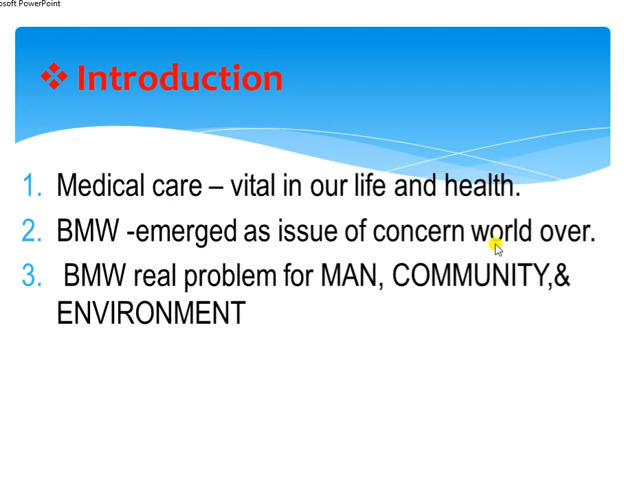 osoft PowerPoint
❖ Introduction
1. Medical care – vital in our life and health.
2. BMW -emerged as issue of concern world over.
3. BMW real problem for MAN, COMMUNITY,&
ENVIRONMENT